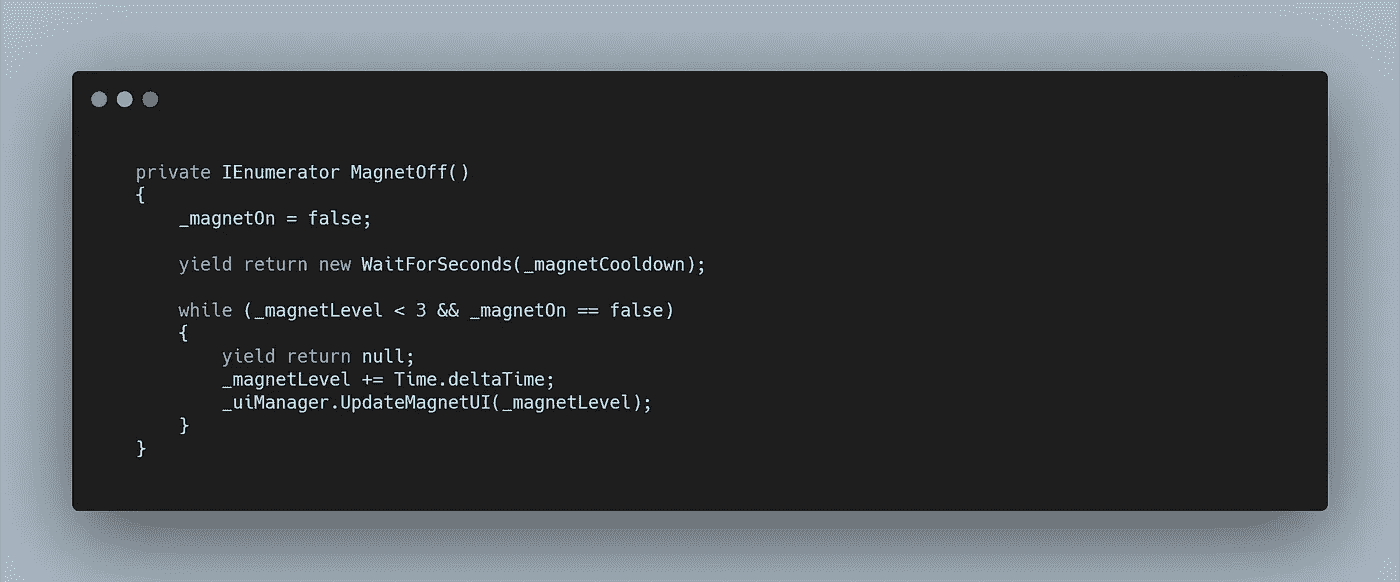 private IEnumerator MagnetOff()
{
    _magnetOn = false;

    yield return new WaitForSeconds(_magnetCooldown);

    while (_magnetLevel < 3 && _magnetOn == false)
    {
        yield return null;
        _magnetLevel += Time.deltaTime;
        _uiManager.UpdateMagnetUI(_magnetLevel);
    }
}